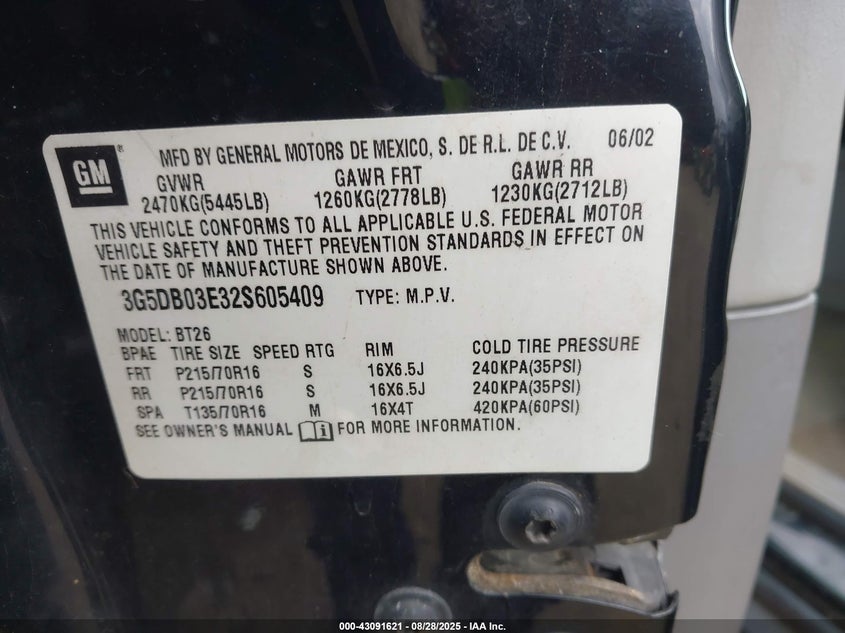 GM ® MFD BY GENERAL MOTORS DE MEXICO, S. DE R.L. DE C.V. 06/02
GVWR GAWR FRT GAWR RR
2470KG(5445LB) 1260KG(2778LB) 1230KG(2712LB)
THIS VEHICLE CONFORMS TO ALL APPLICABLE U.S. FEDERAL MOTOR
VEHICLE SAFETY AND THEFT PREVENTION STANDARDS IN EFFECT ON
THE DATE OF MANUFACTURE SHOWN ABOVE.
3G5DB03E32S605409 TYPE: M.P.V.
MODEL: BT26
BPAE TIRE SIZE SPEED RTG RIM COLD TIRE PRESSURE
FRT P215/70R16 S 16X6.5J 240KPA(35PSI)
RR P215/70R16 S 16X6.5J 240KPA(35PSI)
SPA T135/70R16 M 16X4T 420KPA(60PSI)
SEE OWNER'S MANUAL i FOR MORE INFORMATION.
000-43091621 - 08/28/2025 - IAA Inc.